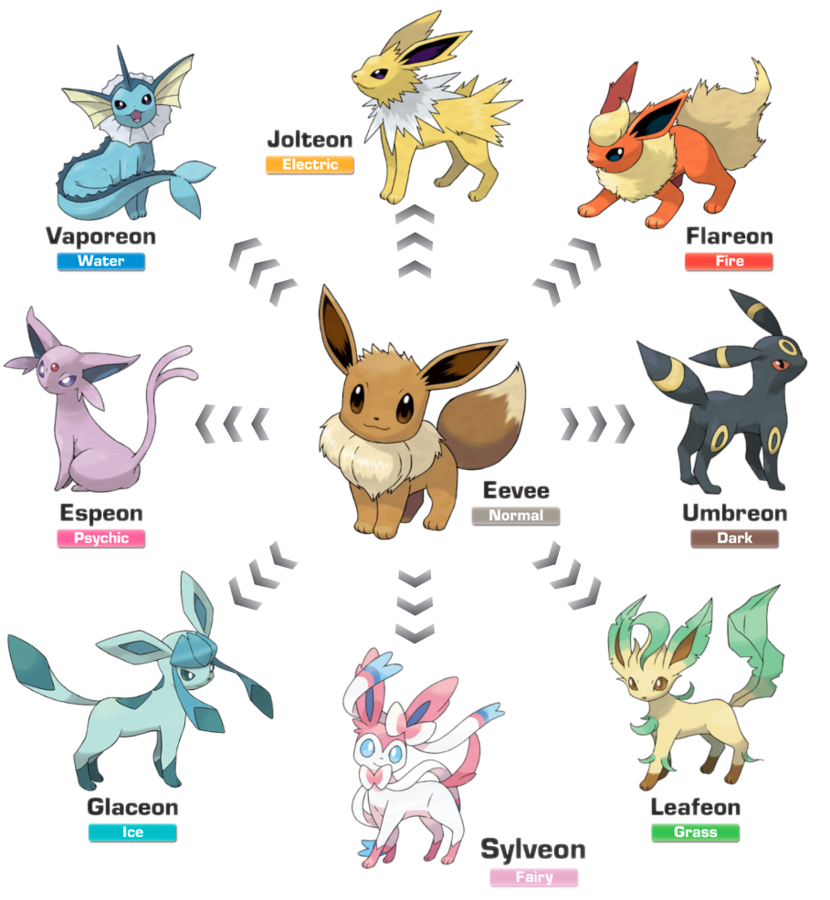 Jolteon
Electric
Vaporeon
Water
Flareon
Fire
Eevee
Normal
Espeon
Psychic
Umbreon
Dark
Glaceon
Ice
Leafeon
Grass
Sylveon
Fairy